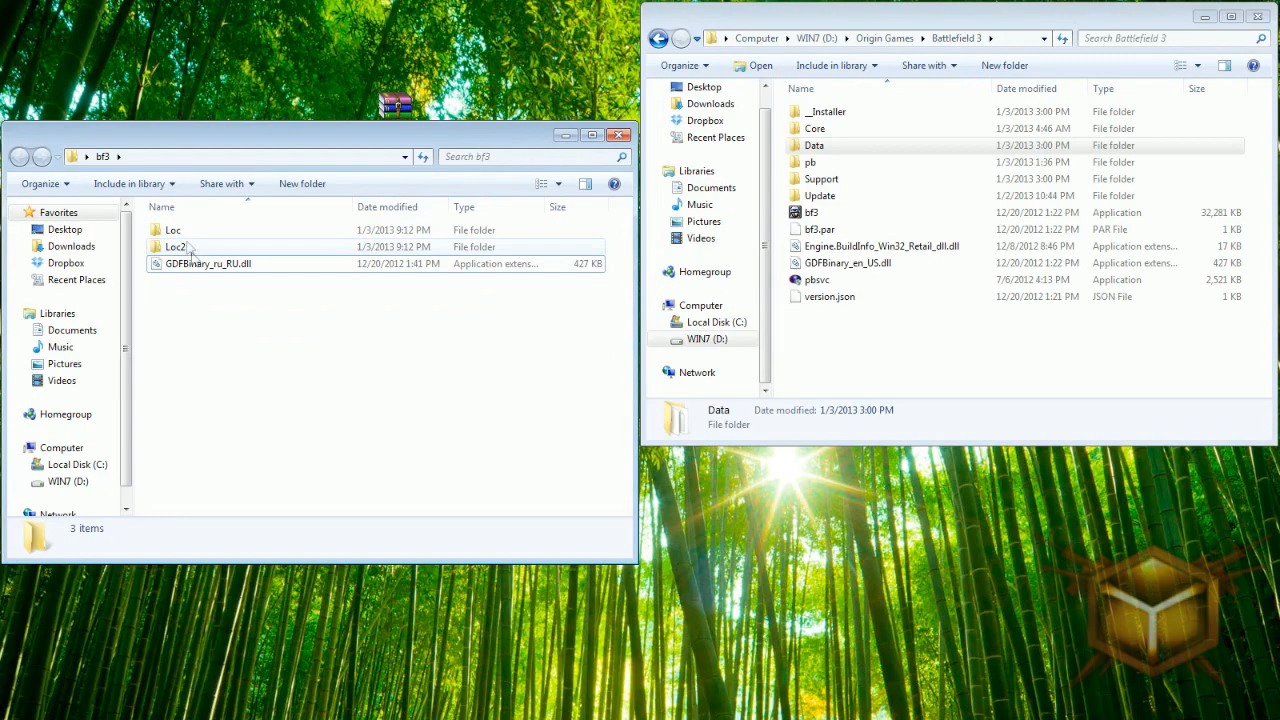 bf3
Search bf3
Organize
Include in library
Share with
New folder
Name
Date modified
Type
Size
Favorites
Desktop
Downloads
Dropbox
Recent Places
Libraries
Documents
Music
Pictures
Videos
Homegroup
Computer
Local Disk (C:)
WIN7 (D:)
Network
Loc 1/3/2013 9:12 PM File folder
Loc2 1/3/2013 9:12 PM File folder
GDFBinary_ru_RU.dll 12/20/2012 1:41 PM Application extens... 427 KB
3 items
Computer WIN7 (D:) Origin Games Battlefield 3
Search Battlefield 3
Organize
Open
Include in library
Share with
New folder
Name
Date modified
Type
Size
Desktop
Downloads
Dropbox
Recent Places
Libraries
Documents
Music
Pictures
Videos
Homegroup
Computer
Local Disk (C:)
WIN7 (D:)
Network
__Installer 1/3/2013 3:00 PM File folder
Core 1/3/2013 4:46 AM File folder
Data 1/3/2013 3:00 PM File folder
pb 1/3/2013 1:36 PM File folder
Support 1/3/2013 3:00 PM File folder
Update 1/2/2013 10:44 PM File folder
bf3 12/20/2012 1:22 PM Application 32,281 KB
bf3.par 12/20/2012 1:22 PM PAR File 1 KB
Engine.BuildInfo_Win32_Retail_dll.dll 12/8/2012 8:46 PM Application extens... 17 KB
GDFBinary_en_US.dll 12/20/2012 1:22 PM Application extens... 427 KB
pbsvc 7/6/2012 4:13 PM Application 2,521 KB
version.json 12/20/2012 1:21 PM JSON File 1 KB
Data Date modified: 1/3/2013 3:00 PM
File folder